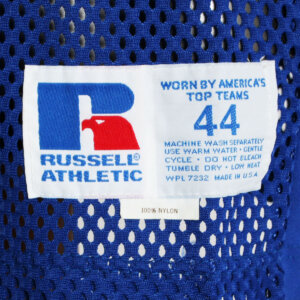 R
RUSSELL®
ATHLETIC
WORN BY AMERICA'S
TOP TEAMS
44
MACHINE WASH SEPARATELY
USE WARM WATER • GENTLE
CYCLE • DO NOT BLEACH
TUMBLE DRY • LOW HEAT
WPL 7232 MADE IN U.S.A.
100% NYLON